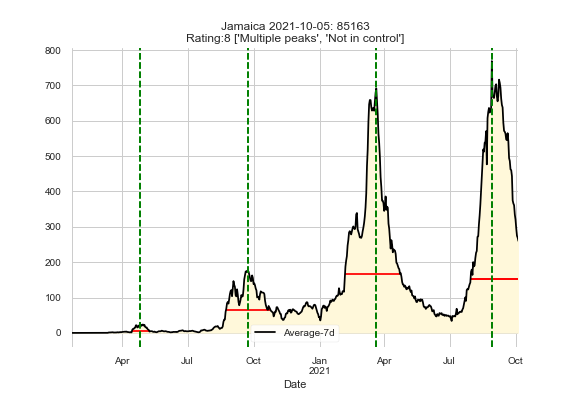 Jamaica 2021-10-05: 85163
Rating:8 ['Multiple peaks', 'Not in control']
800
700
600
500
400
300
200
100
0
Average-7d
Apr
Jul
Oct
Jan
2021
Apr
Jul
Oct
Date